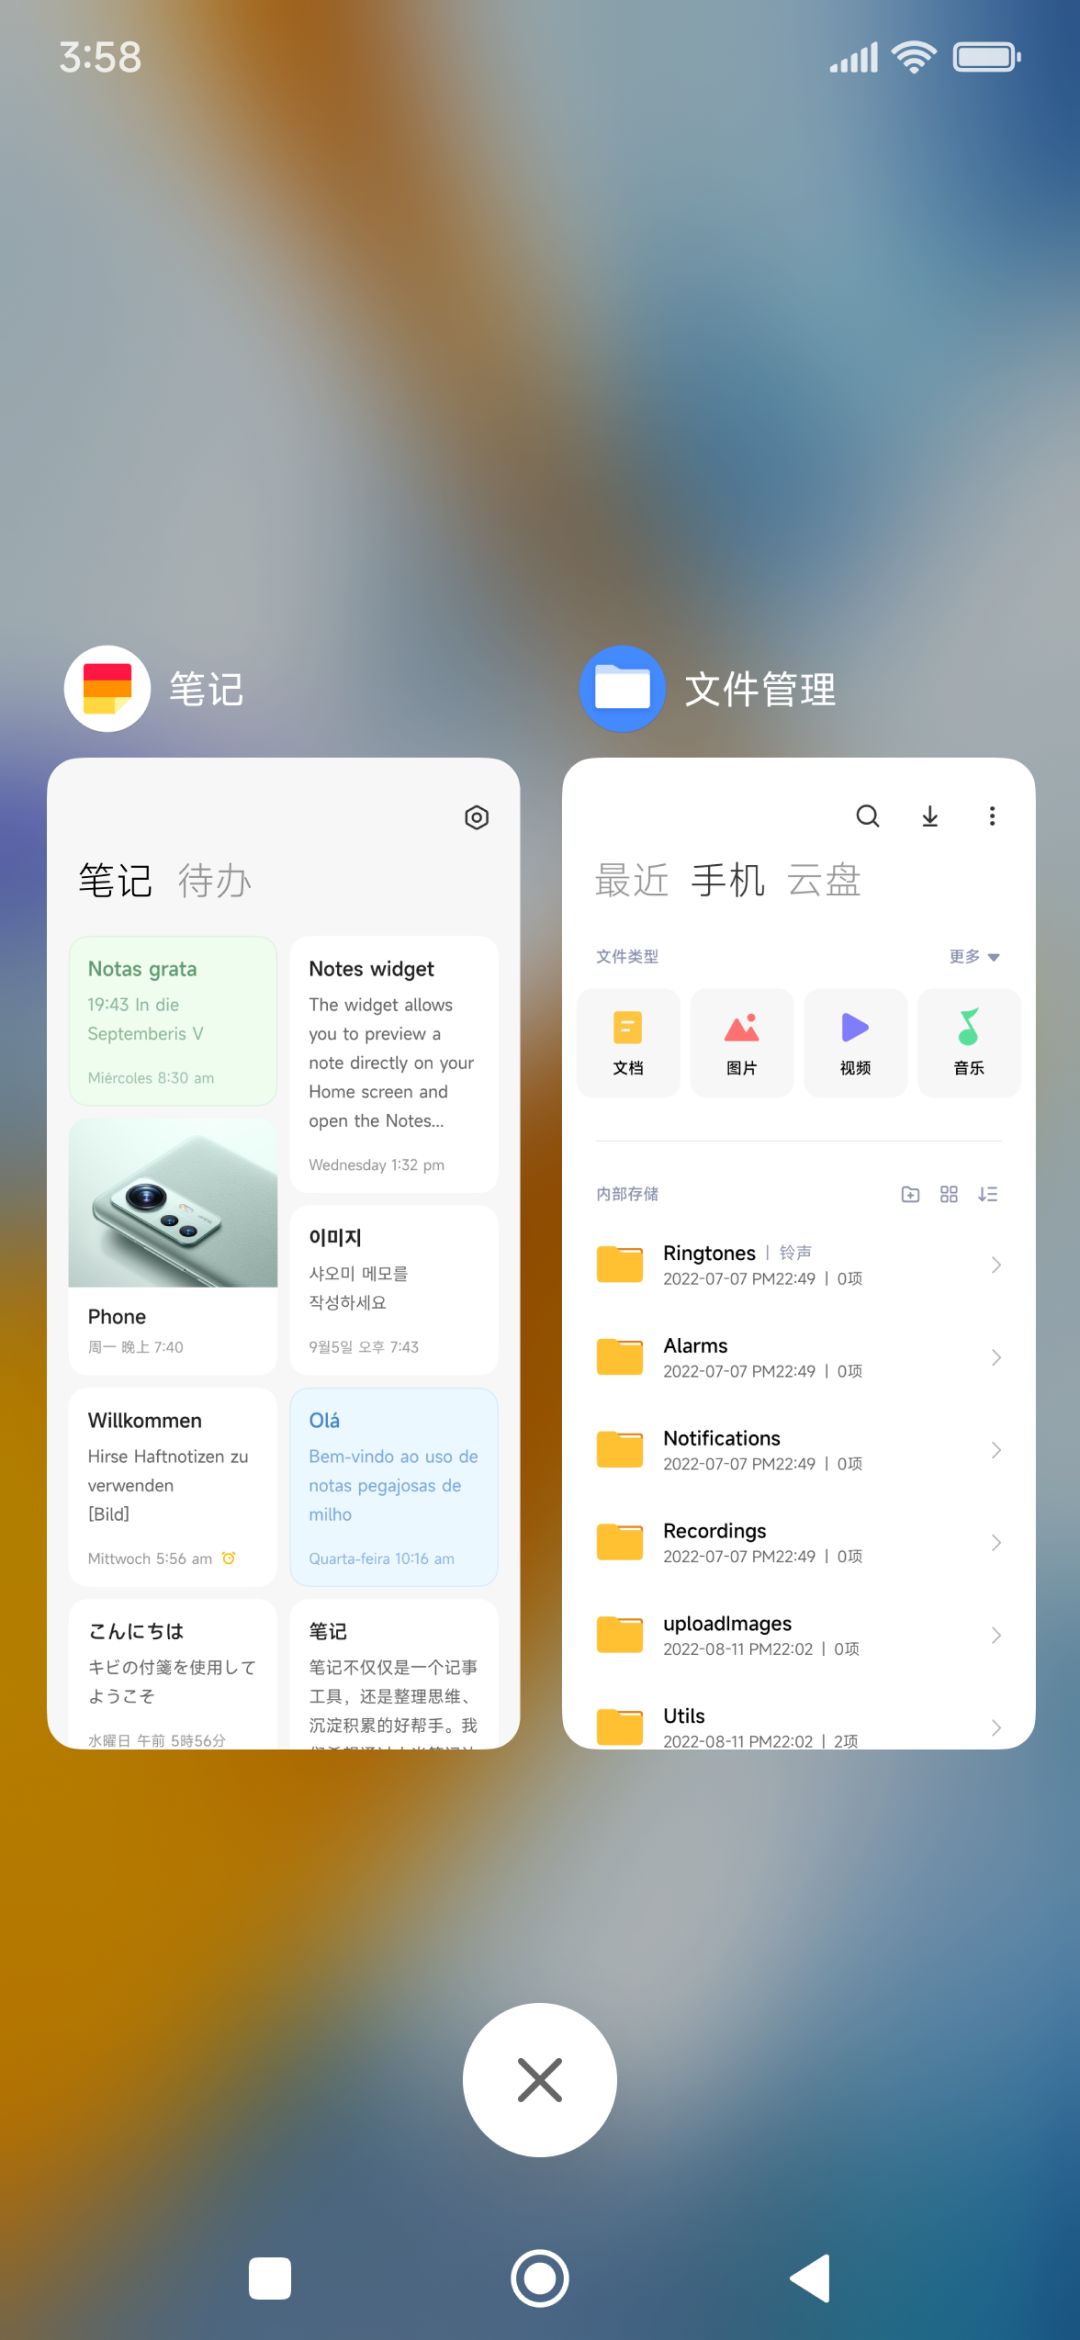 3:58
笔记
笔记 待办
Notas grata
19:43 In die
Septemberis V
Miércoles 8:30 am
Phone
周一 晚上 7:40
Willkommen
Hirse Haftnotizen zu
verwenden
[Bild]
Mittwoch 5:56 am
こんにちは
キビの付箋を使用して
ようこそ
水曜日 午前 5時56分
Notes widget
The widget allows
you to preview a
note directly on your
Home screen and
open the Notes...
Wednesday 1:32 pm
이미지
샤오미 메모를
작성하세요
9월5일 오후 7:43
Olá
Bem-vindo ao uso de
notas pegajosas de
milho
Quarta-feira 10:16 am
笔记
笔记不仅仅是一个记事
工具，还是整理思维、
沉淀积累的好帮手。我
文件管理
最近 手机 云盘
文件类型
更多
文档
图片
视频
音乐
内部存储
Ringtones | 铃声
2022-07-07 PM22:49 | 0项
Alarms
2022-07-07 PM22:49 | 0项
Notifications
2022-07-07 PM22:49 | 0项
Recordings
2022-07-07 PM22:49 | 0项
uploadImages
2022-08-11 PM22:02 | 0项
Utils
2022-08-11 PM22:02 | 2项